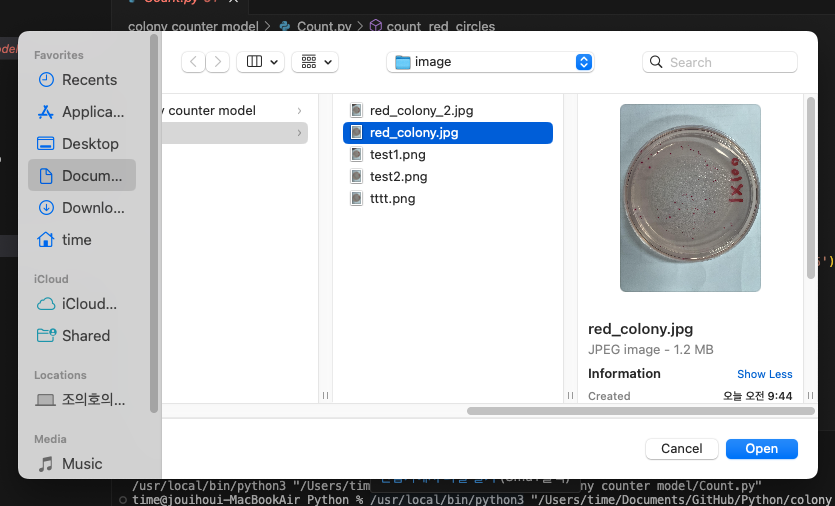 Count.py 9+
colony counter model > Count.py > count_red_circles
Favorites
Recents
Applica...
Desktop
Docum...
Downlo...
time
iCloud
iCloud...
Shared
Locations
조의호의...
Media
Music
image
Search
y counter model
red_colony_2.jpg
red_colony.jpg
test1.png
test2.png
tttt.png
1X100
red_colony.jpg
JPEG image - 1.2 MB
Information
Show Less
Created
오늘 오전 9:44
Cancel
Open
/usr/local/bin/python3 "/Users/tim
ny counter model/Count.py"
time@jouihoui-MacBookAir Python % /usr/local/bin/python3 "/Users/time/Documents/GitHub/Python/colony